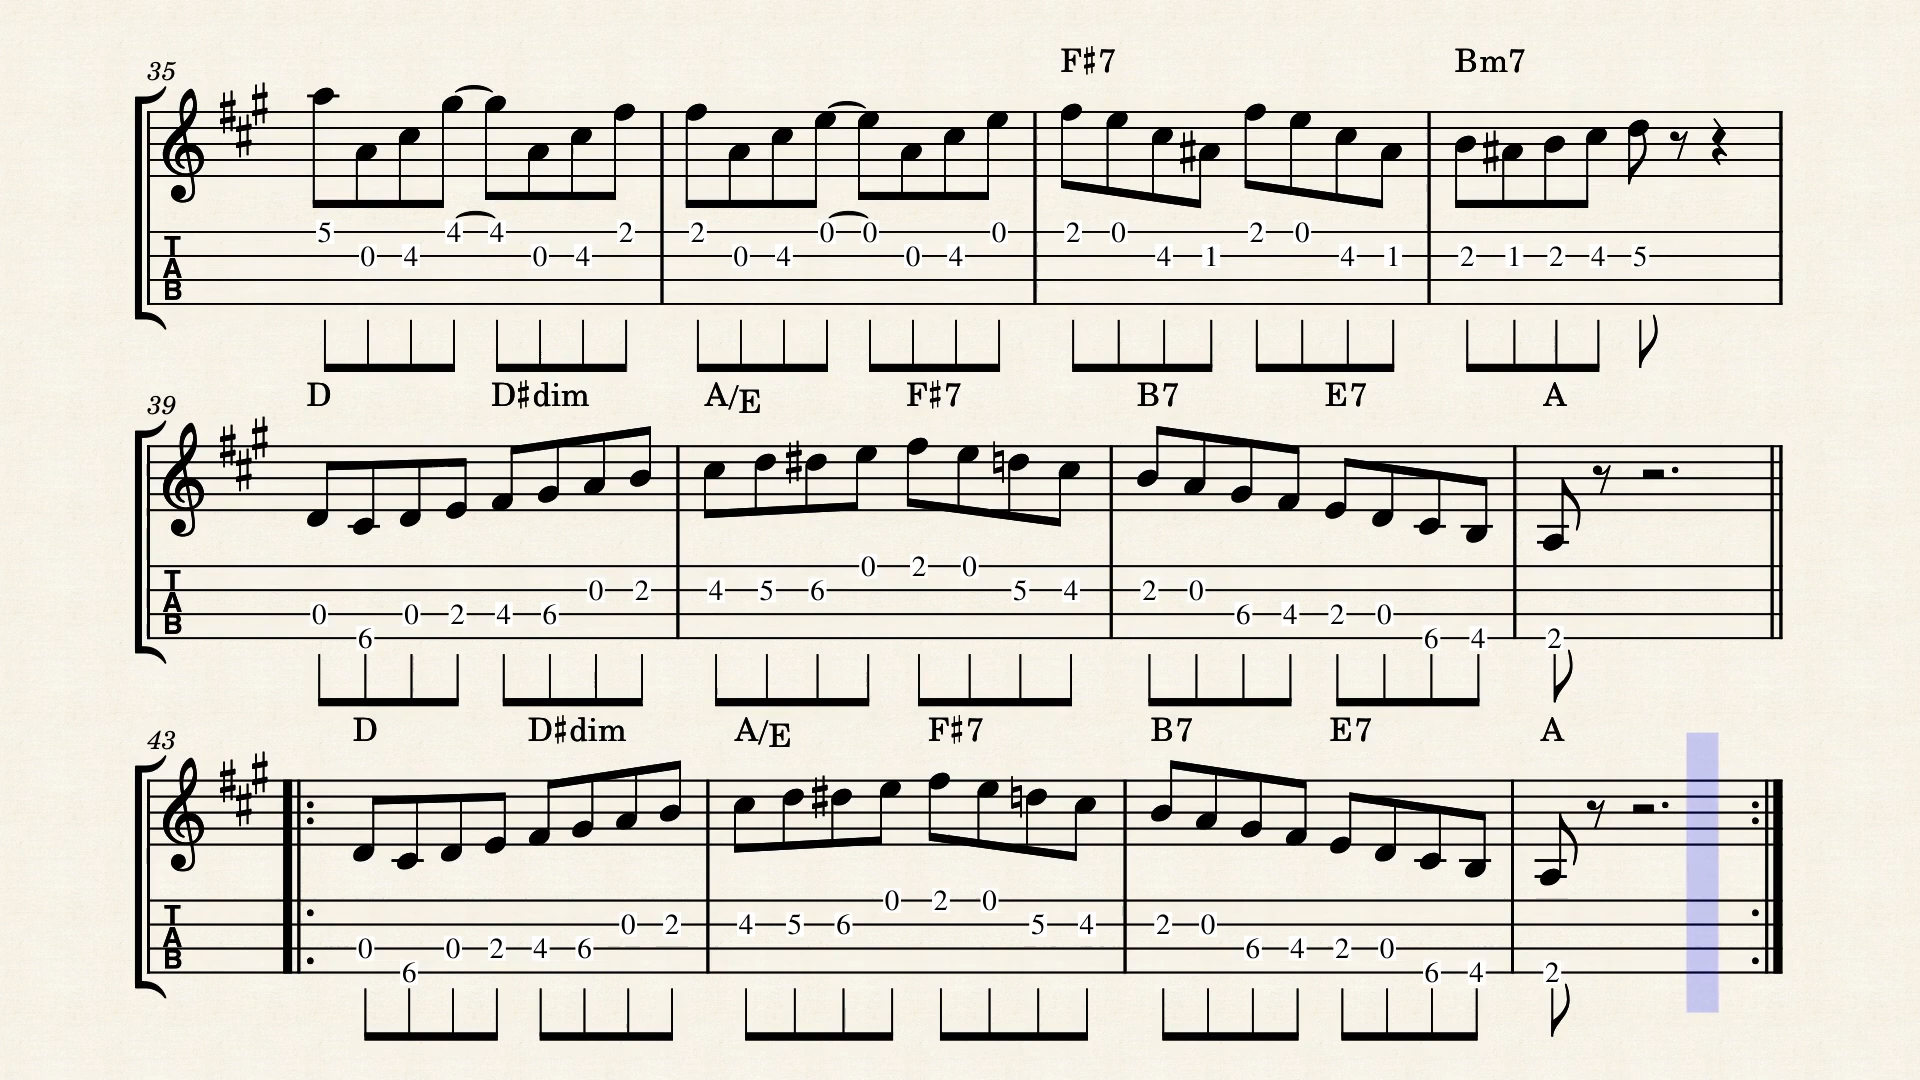 F♯7 Bm7
35
5 0 4 4 4 0 4 2 2 0 4 0 0 0 4 0 2 0 4 1 2 0 4 1 2 1 2 4 5
TAB
D D♯dim A/E F♯7 B7 E7 A
39
0 6 0 2 4 6 0 2 4 5 6 0 2 0 5 4 2 0 6 4 2 0 6 4 2
TAB
D D♯dim A/E F♯7 B7 E7 A
43
0 6 0 2 4 6 0 2 4 5 6 0 2 0 5 4 2 0 6 4 2 0 6 4 2
TAB